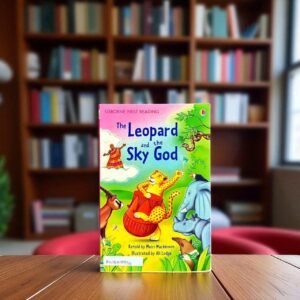 USBORNE FIRST READING
The Leopard
and the
Sky God
Retold by Mairi Mackinnon
Illustrated by Ali Lodge